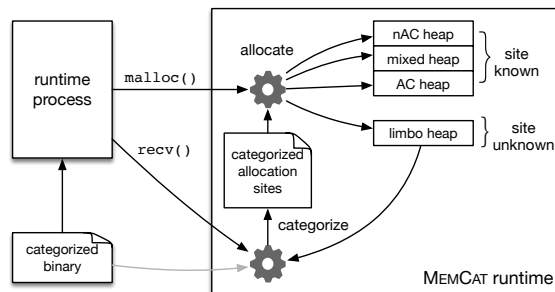 runtime
process
malloc()
recv()
categorized
binary
allocate
categorized
allocation
sites
categorize
nAC heap
mixed heap
AC heap
limbo heap
site
known
site
unknown
MEMCAT runtime